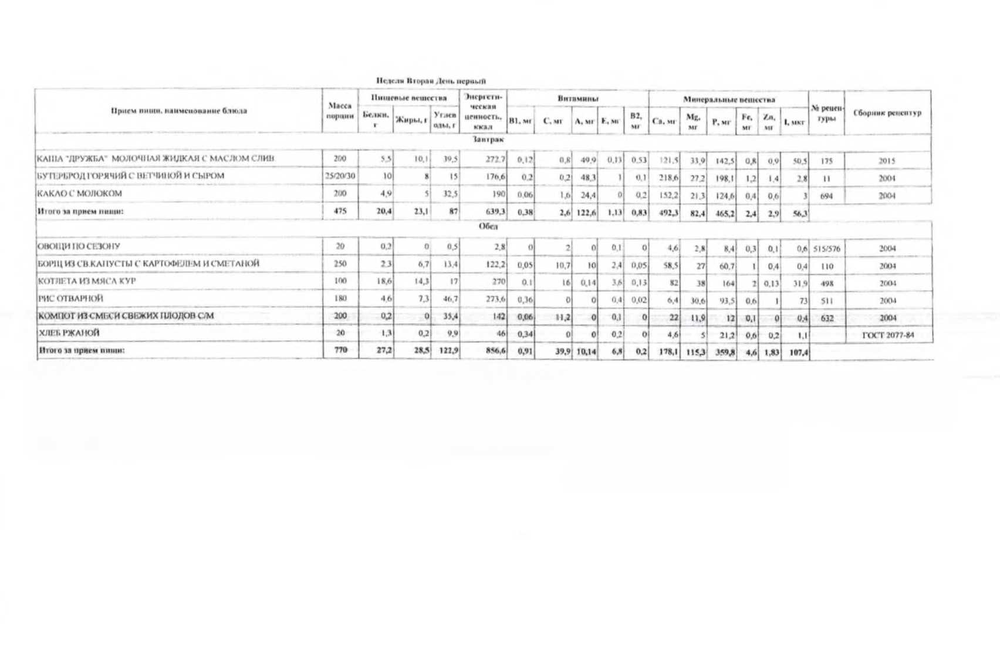 Неделя Вторая День первый
Прием пищи, наименование блюда Масса порции Пищевые вещества Энергети-ческая ценность, ккал Витамины Минеральные вещества № рецеп-туры Сборник рецептур
Белки, г Жиры, г Углеводы, г В1, мг С, мг А, мг Е, мг В2, мг Са, мг Mg, мг Р, мг Fe, мг Zn, мг I, мкг
Завтрак
КАША "ДРУЖБА" МОЛОЧНАЯ ЖИДКАЯ С МАСЛОМ СЛИВ 200 5,5 10,1 39,5 272,7 0,12 0,8 49,9 0,13 0,53 121,5 33,9 142,5 0,8 0,9 50,5 175 2015
БУТЕРБРОД ГОРЯЧИЙ С ВЕТЧИНОЙ И СЫРОМ 25/20/30 10 8 15 176,6 0,2 0,2 48,3 1 0,1 218,6 27,2 198,1 1,2 1,4 2,8 11 2004
КАКАО С МОЛОКОМ 200 4,9 5 32,5 190 0,06 1,6 24,4 0 0,2 152,2 21,3 124,6 0,4 0,6 3 694 2004
Итого за прием пищи: 475 20,4 23,1 87 639,3 0,38 2,6 122,6 1,13 0,83 492,3 82,4 465,2 2,4 2,9 56,3
Обед
ОВОЩИ ПО СЕЗОНУ 20 0,2 0 0,5 2,8 0 2 0 0,1 0 4,6 2,8 8,4 0,3 0,1 0,6 515/576 2004
БОРЩ ИЗ СВ.КАПУСТЫ С КАРТОФЕЛЕМ И СМЕТАНОЙ 250 2,3 6,7 13,4 122,2 0,05 10,7 10 2,4 0,05 58,5 27 60,7 1 0,4 0,4 110 2004
КОТЛЕТА ИЗ МЯСА КУР 100 18,6 14,3 17 270 0,1 16 0,14 3,6 0,13 82 38 164 2 0,13 31,9 498 2004
РИС ОТВАРНОЙ 180 4,6 7,3 46,7 273,6 0,36 0 0 0,4 0,02 6,4 30,6 93,5 0,6 1 73 511 2004
КОМПОТ ИЗ СМЕСИ СВЕЖИХ ПЛОДОВ С/М 200 0,2 0 35,4 142 0,06 11,2 0 0,1 0 22 11,9 12 0,1 0 0,4 632 2004
ХЛЕБ РЖАНОЙ 20 1,3 0,2 9,9 46 0,34 0 0 0,2 0 4,6 5 21,2 0,6 0,2 1,1 ГОСТ 2077-84
Итого за прием пищи: 770 27,2 28,5 122,9 856,6 0,91 39,9 10,14 6,8 0,2 178,1 115,3 359,8 4,6 1,83 107,4